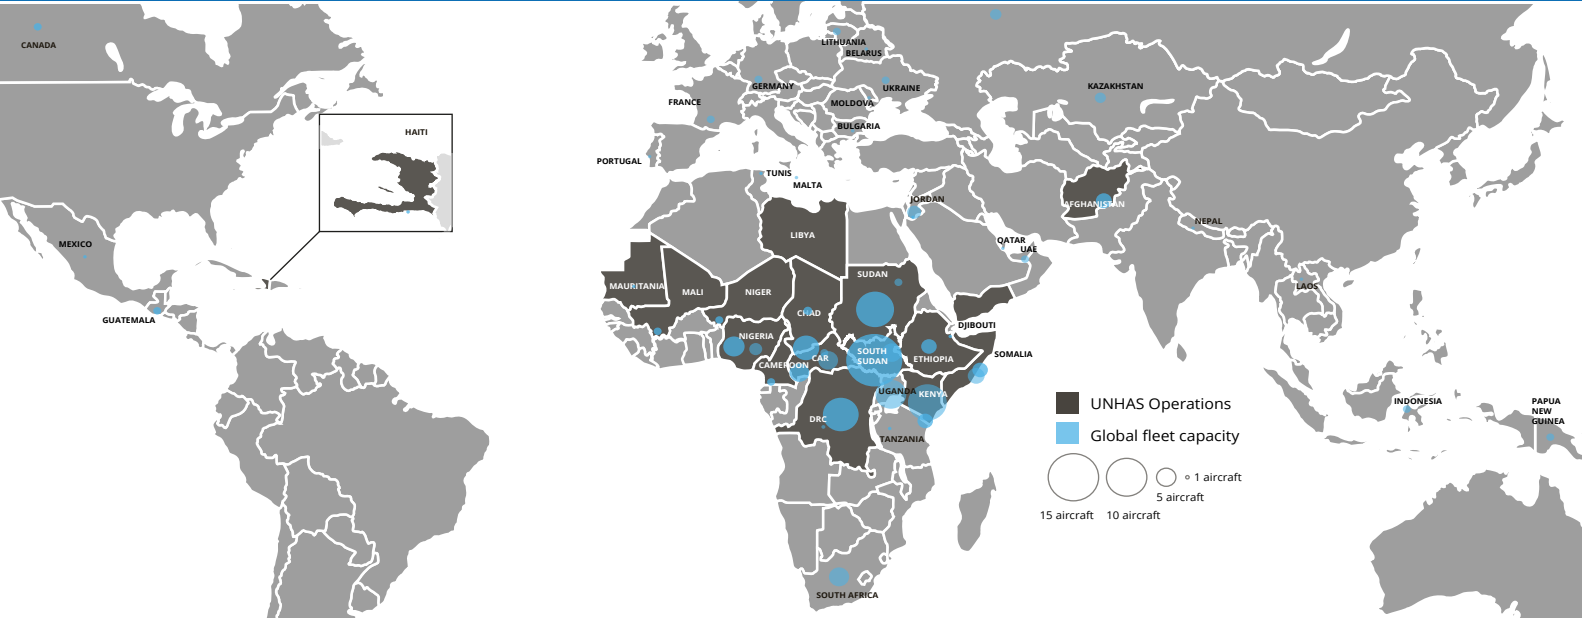 CANADA
LITHUANIA
BELARUS
GERMANY
UKRAINE
KAZAKHSTAN
FRANCE
MOLDOVA
BULGARIA
HAITI
PORTUGAL
TUNIS
MALTA
JORDAN
AFGHANISTAN
NEPAL
MEXICO
LIBYA
QATAR
UAE
SUDAN
MAURITANIA
MALI
NIGER
LAOS
GUATEMALA
CHAD
DJIBOUTI
NIGERIA
SOUTH
SUDAN
SOMALIA
CAMEROON
CAR
ETHIOPIA
UGANDA
KENYA
INDONESIA
PAPUA
NEW
GUINEA
DRC
TANZANIA
UNHAS Operations
Global fleet capacity
1 aircraft
5 aircraft
15 aircraft
10 aircraft
SOUTH AFRICA